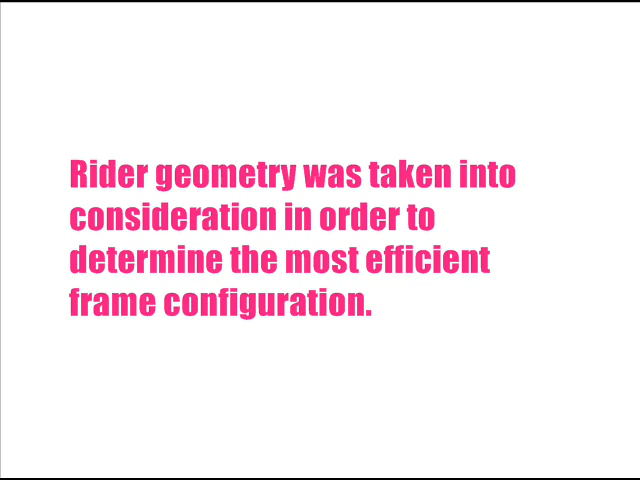 Rider geometry was taken into
consideration in order to
determine the most efficient
frame configuration.